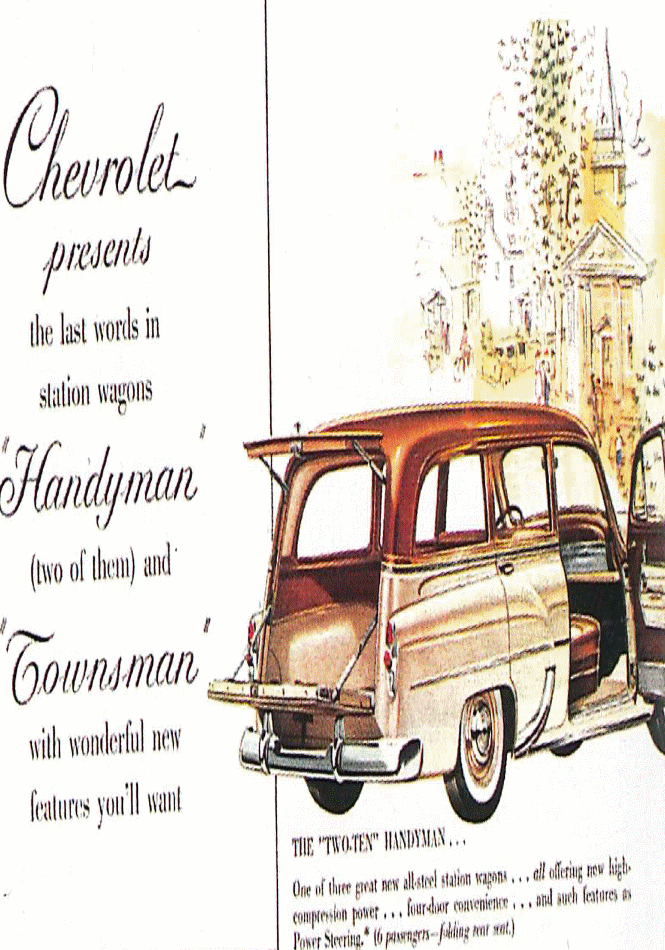 Chevrolet
presents
the last words in
station wagons
"Handyman"
(two of them) and
"Townsman"
with wonderful new
features you'll want
THE "TWO-TEN" HANDYMAN...
One of three great new all-steel station wagons ... all offering new high-
compression power ... four-door convenience ... and such features as
Power Steering.* (6 passengers—folding rear seat.)